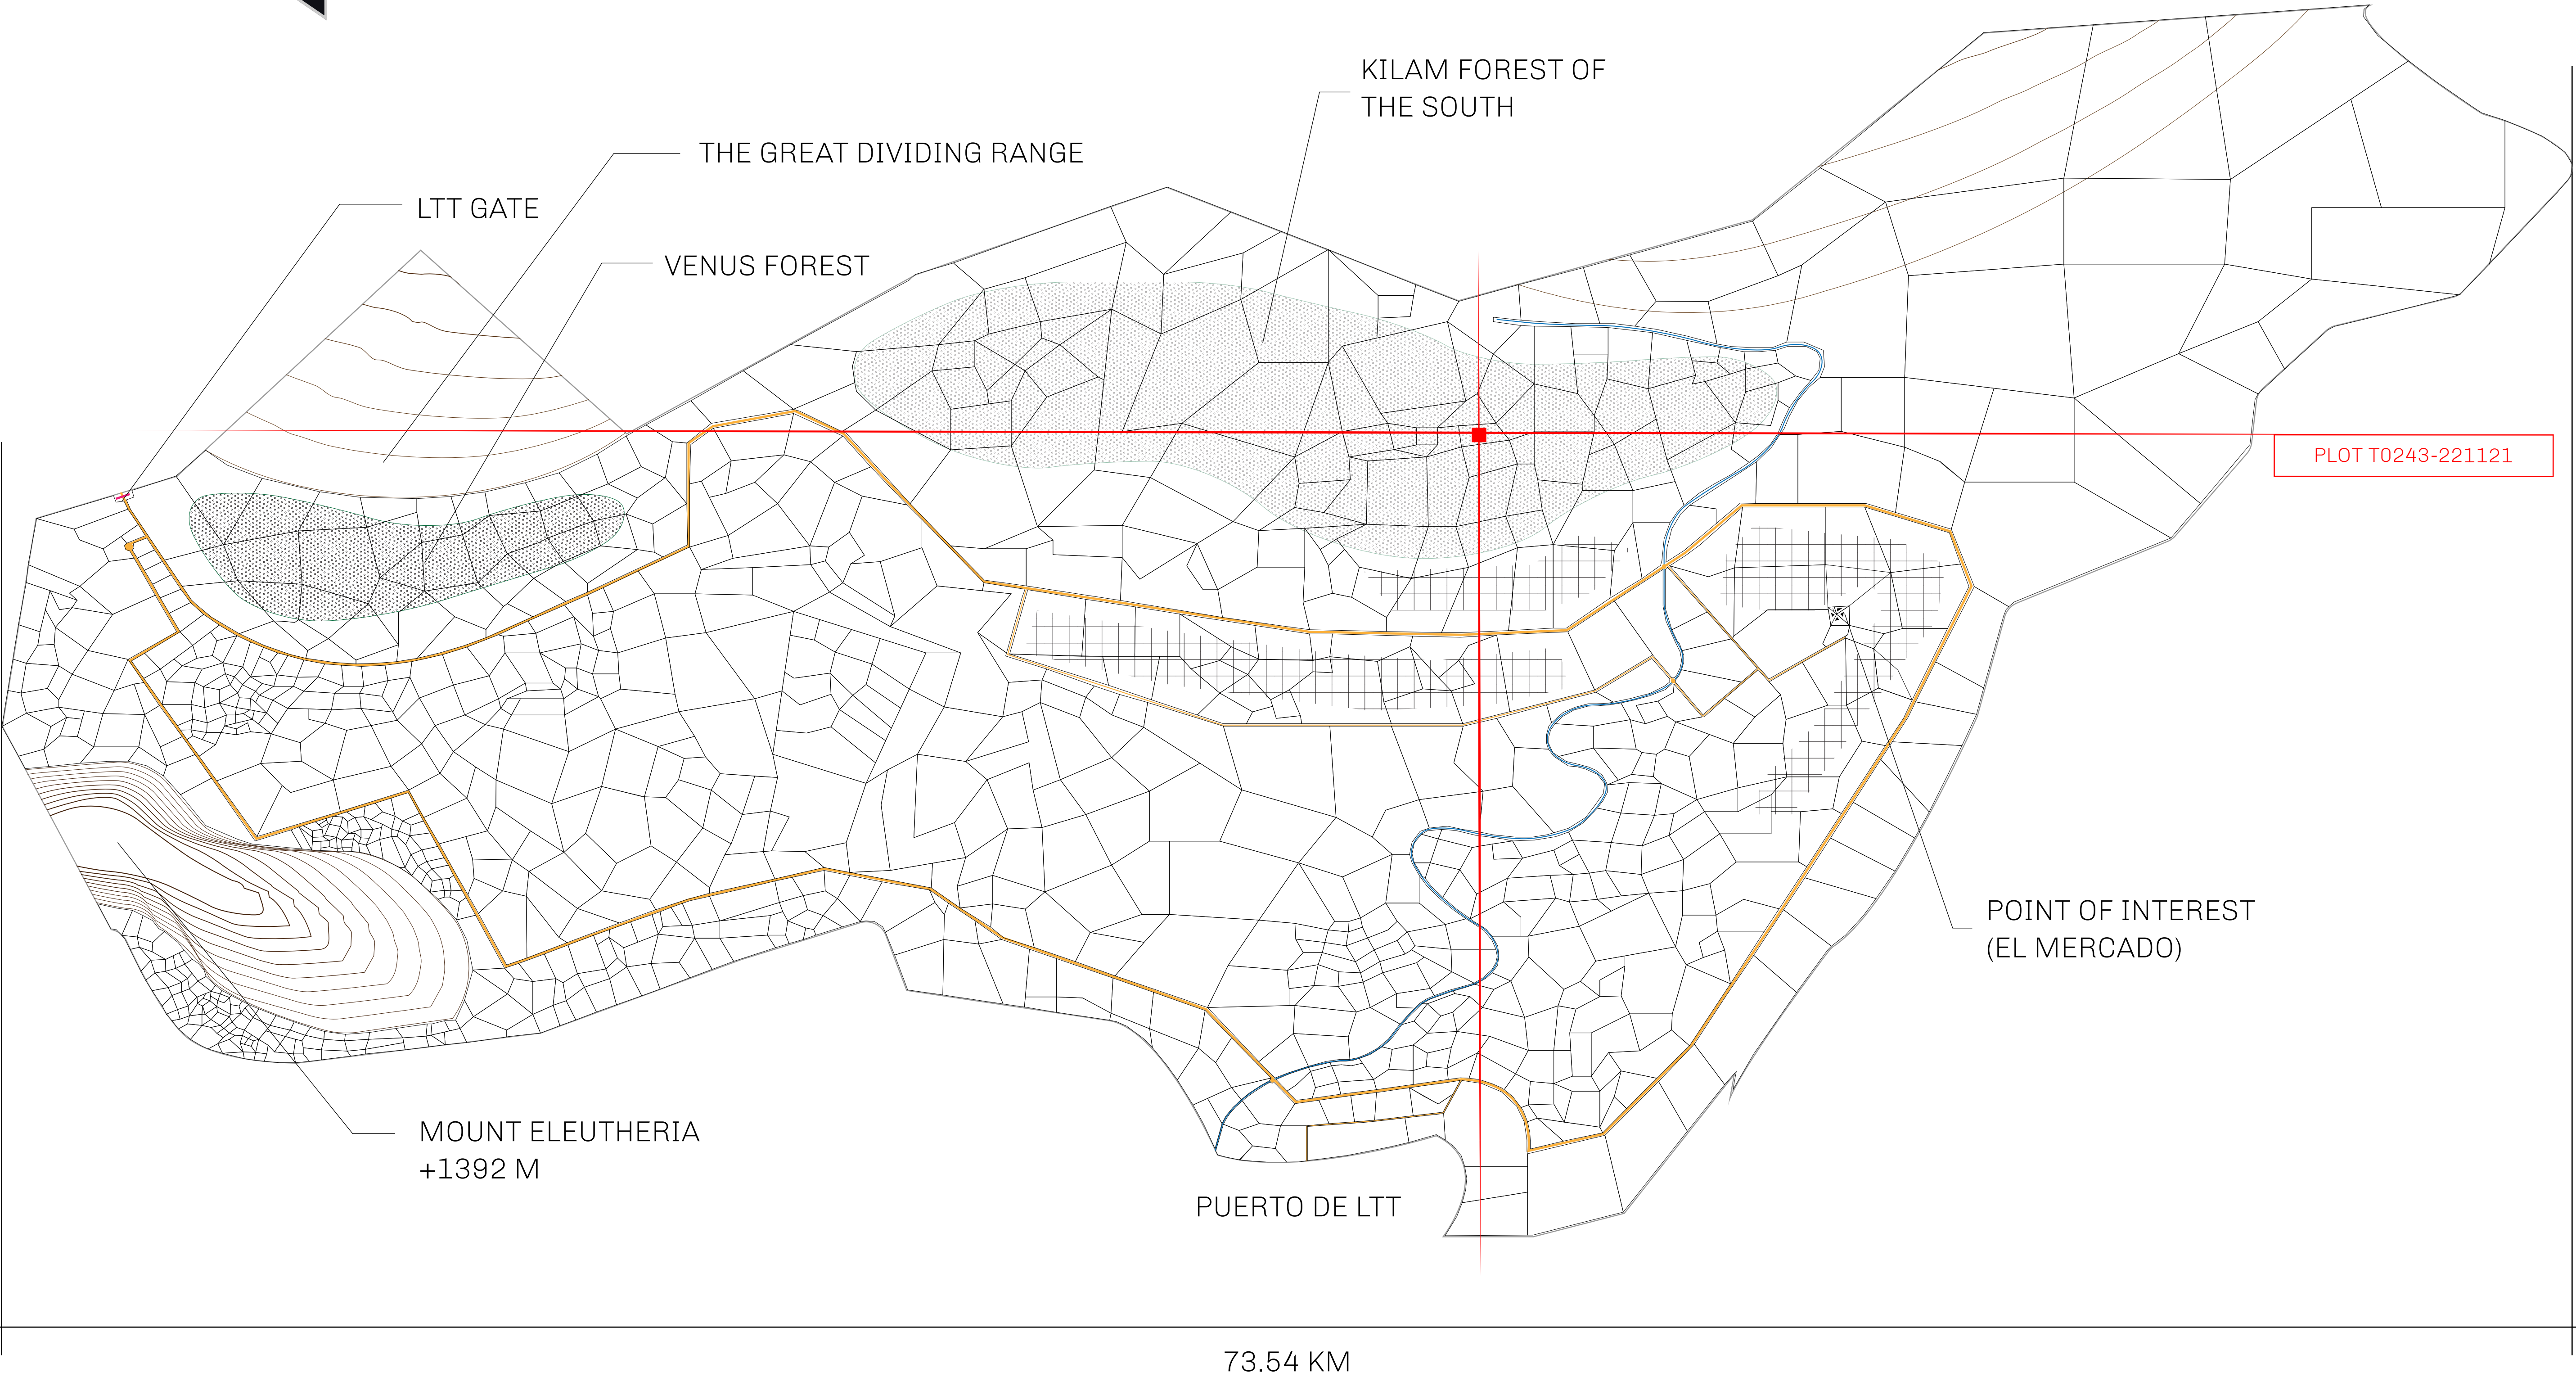 KILAM FOREST OF
THE SOUTH
THE GREAT DIVIDING RANGE
LTT GATE
VENUS FOREST
PLOT T0243-221121
POINT OF INTEREST
(EL MERCADO)
MOUNT ELEUTHERIA
+1392 M
PUERTO DE LTT
73.54 KM